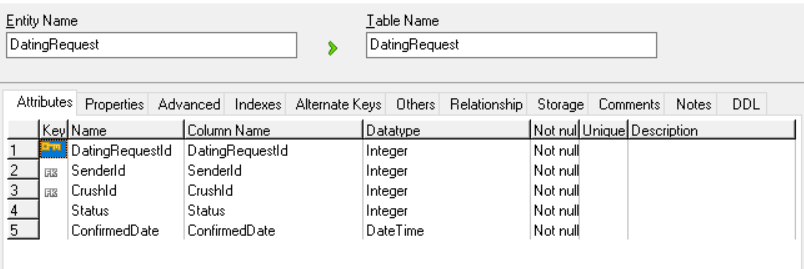 Entity Name Table Name
DatingRequest DatingRequest
Attributes Properties Advanced Indexes Alternate Keys Others Relationship Storage Comments Notes DDL
Key Name Column Name Datatype Not nul Unique Description
1 DatingRequestId DatingRequestId Integer Not null
2 SenderId SenderId Integer Not null
3 CrushId CrushId Integer Not null
4 Status Status Integer Not null
5 ConfirmedDate ConfirmedDate DateTime Not null